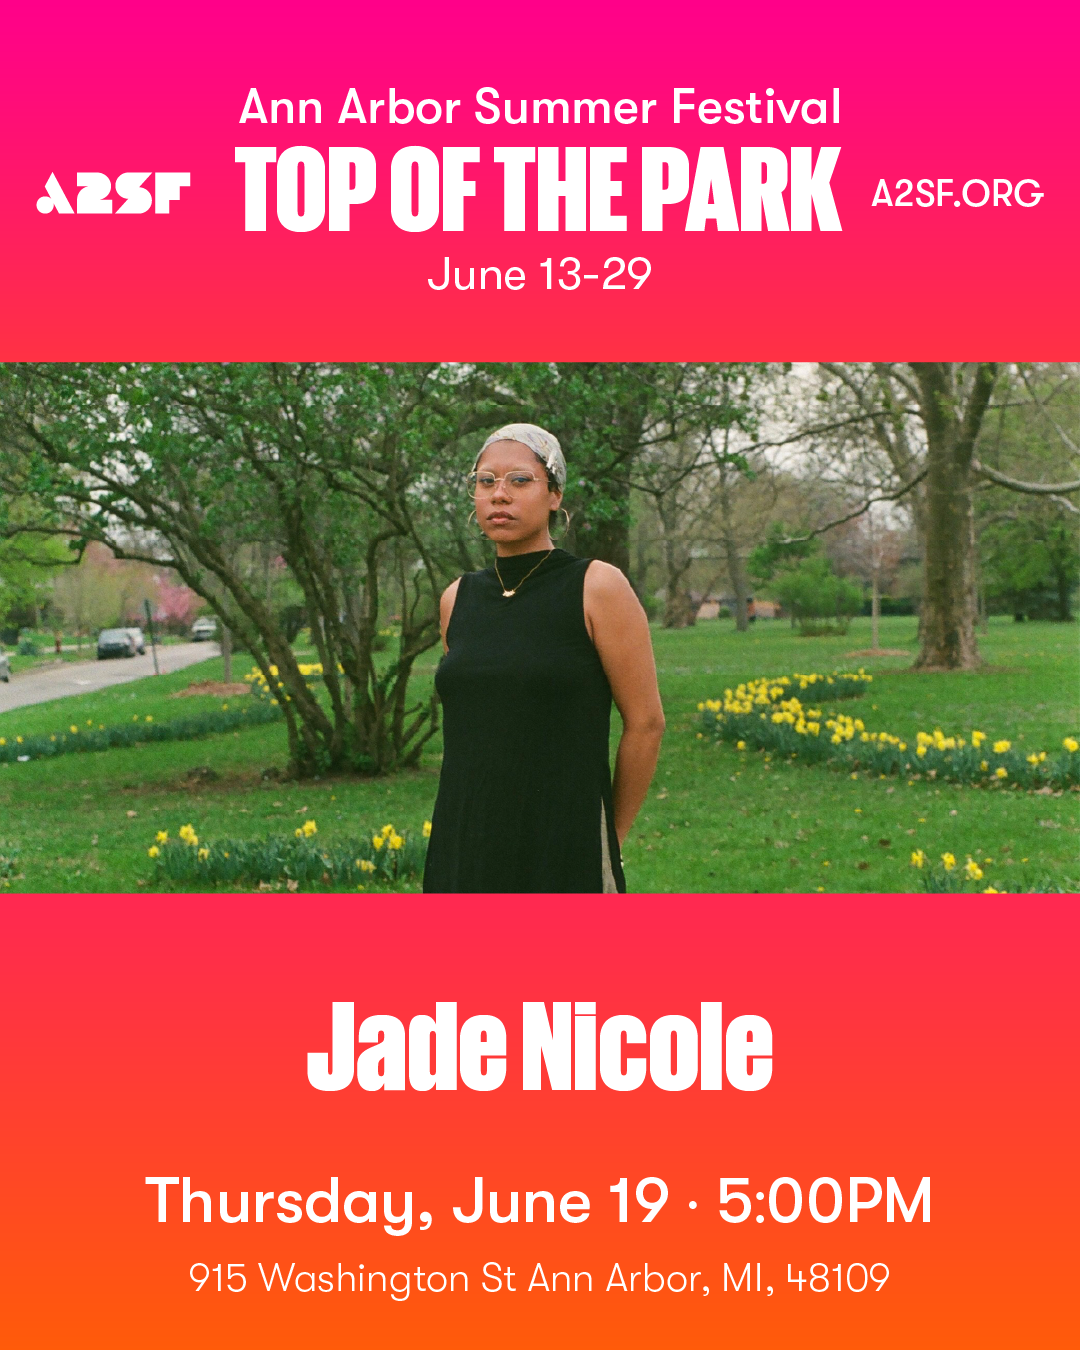 Ann Arbor Summer Festival
A2SF
TOP OF THE PARK
A2SF.ORG
June 13-29
Jade Nicole
Thursday, June 19 · 5:00PM
915 Washington St Ann Arbor, MI, 48109